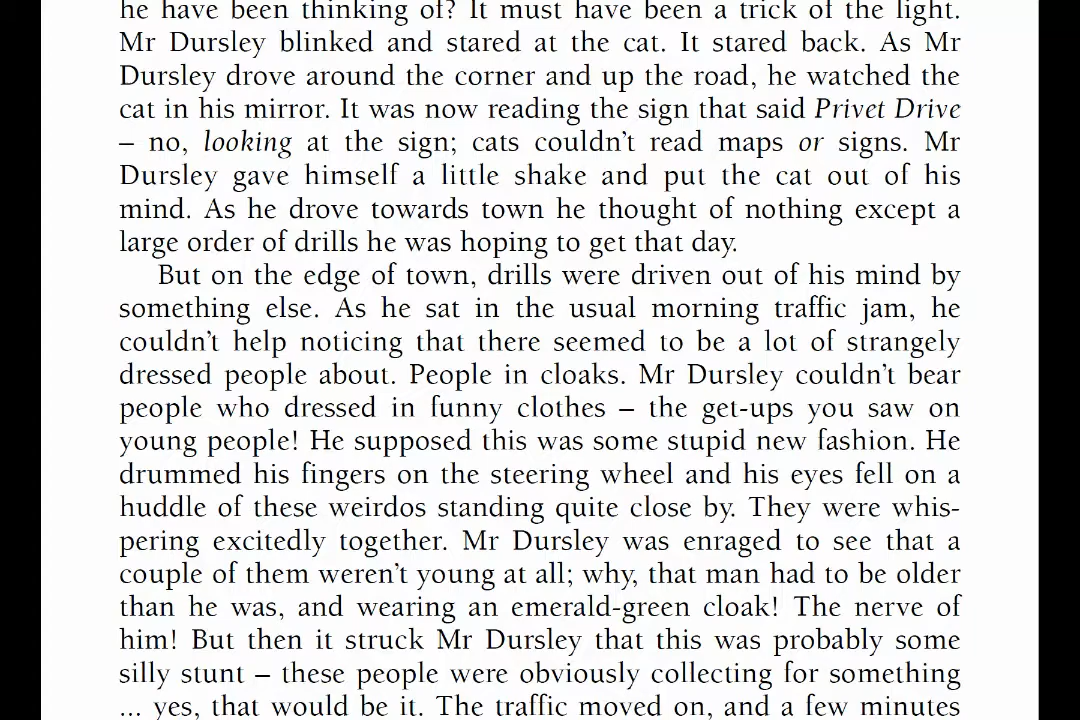 he have been thinking of? It must have been a trick of the light.
Mr Dursley blinked and stared at the cat. It stared back. As Mr
Dursley drove around the corner and up the road, he watched the
cat in his mirror. It was now reading the sign that said Privet Drive
– no, looking at the sign; cats couldn't read maps or signs. Mr
Dursley gave himself a little shake and put the cat out of his
mind. As he drove towards town he thought of nothing except a
large order of drills he was hoping to get that day.
But on the edge of town, drills were driven out of his mind by
something else. As he sat in the usual morning traffic jam, he
couldn't help noticing that there seemed to be a lot of strangely
dressed people about. People in cloaks. Mr Dursley couldn't bear
people who dressed in funny clothes – the get-ups you saw on
young people! He supposed this was some stupid new fashion. He
drummed his fingers on the steering wheel and his eyes fell on a
huddle of these weirdos standing quite close by. They were whis-
pering excitedly together. Mr Dursley was enraged to see that a
couple of them weren't young at all; why, that man had to be older
than he was, and wearing an emerald-green cloak! The nerve of
him! But then it struck Mr Dursley that this was probably some
silly stunt – these people were obviously collecting for something
... yes, that would be it. The traffic moved on, and a few minutes